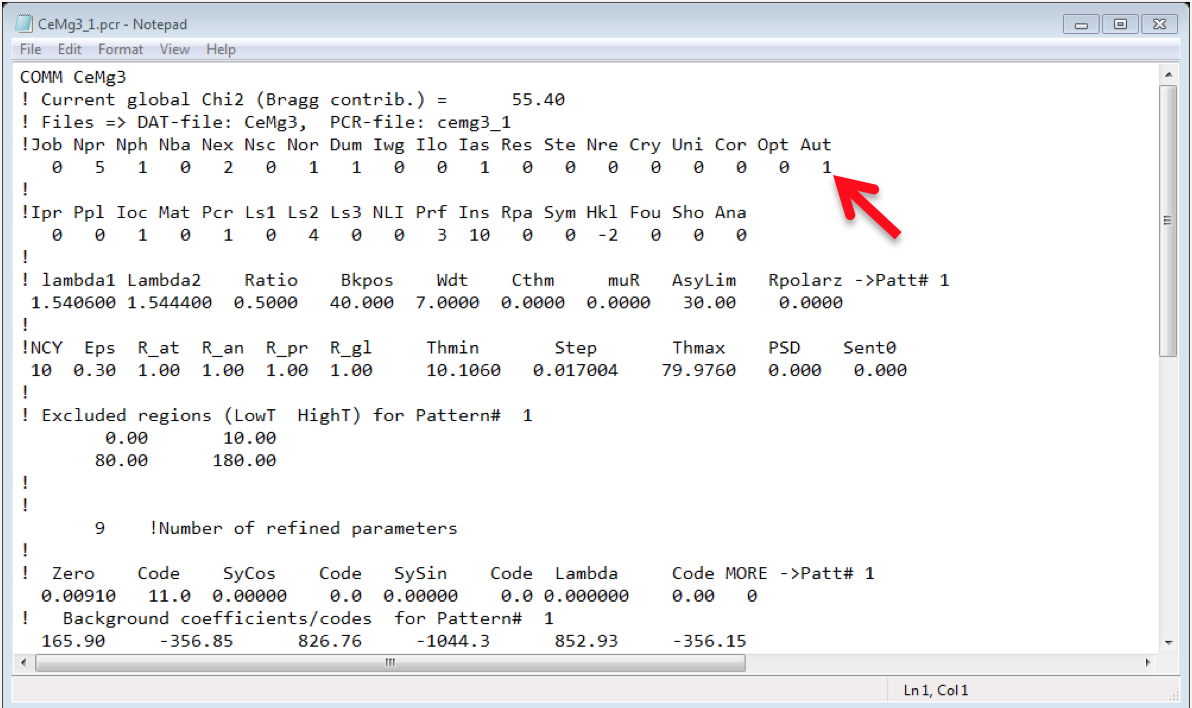 CeMg3_1.pcr - Notepad
File Edit Format View Help
COMM CeMg3
! Current global Chi2 (Bragg contrib.) =      55.40
! Files => DAT-file: CeMg3,  PCR-file: cemg3_1
!Job Npr Nph Nba Nex Nsc Nor Dum Iwg Ilo Ias Res Ste Nre Cry Uni Cor Opt Aut
   0   5   1   0   2   0   1   1   0   0   1   0   0   0   0   0   0   0   1
!
!Ipr Ppl Ioc Mat Pcr Ls1 Ls2 Ls3 NLI Prf Ins Rpa Sym Hkl Fou Sho Ana
   0   0   1   0   1   0   4   0   0   3  10   0   0  -2   0   0   0
!
! lambda1 Lambda2    Ratio    Bkpos    Wdt    Cthm     muR   AsyLim   Rpolarz ->Patt# 1
 1.540600 1.544400   0.5000   40.000  7.0000  0.0000  0.0000   30.00    0.0000
!
!NCY  Eps  R_at  R_an  R_pr  R_gl     Thmin       Step       Thmax    PSD    Sent0
 10  0.30  1.00  1.00  1.00  1.00     10.1060   0.017004    79.9760   0.000   0.000
!
! Excluded regions (LowT  HighT) for Pattern#  1
        0.00       10.00
       80.00      180.00
!
!
       9    !Number of refined parameters
!
!  Zero    Code    SyCos    Code   SySin    Code  Lambda     Code MORE ->Patt# 1
  0.00910   11.0  0.00000    0.0  0.00000    0.0 0.000000    0.00   0
!   Background coefficients/codes  for Pattern#  1
  165.90     -356.85      826.76     -1044.3      852.93     -356.15
Ln 1, Col 1